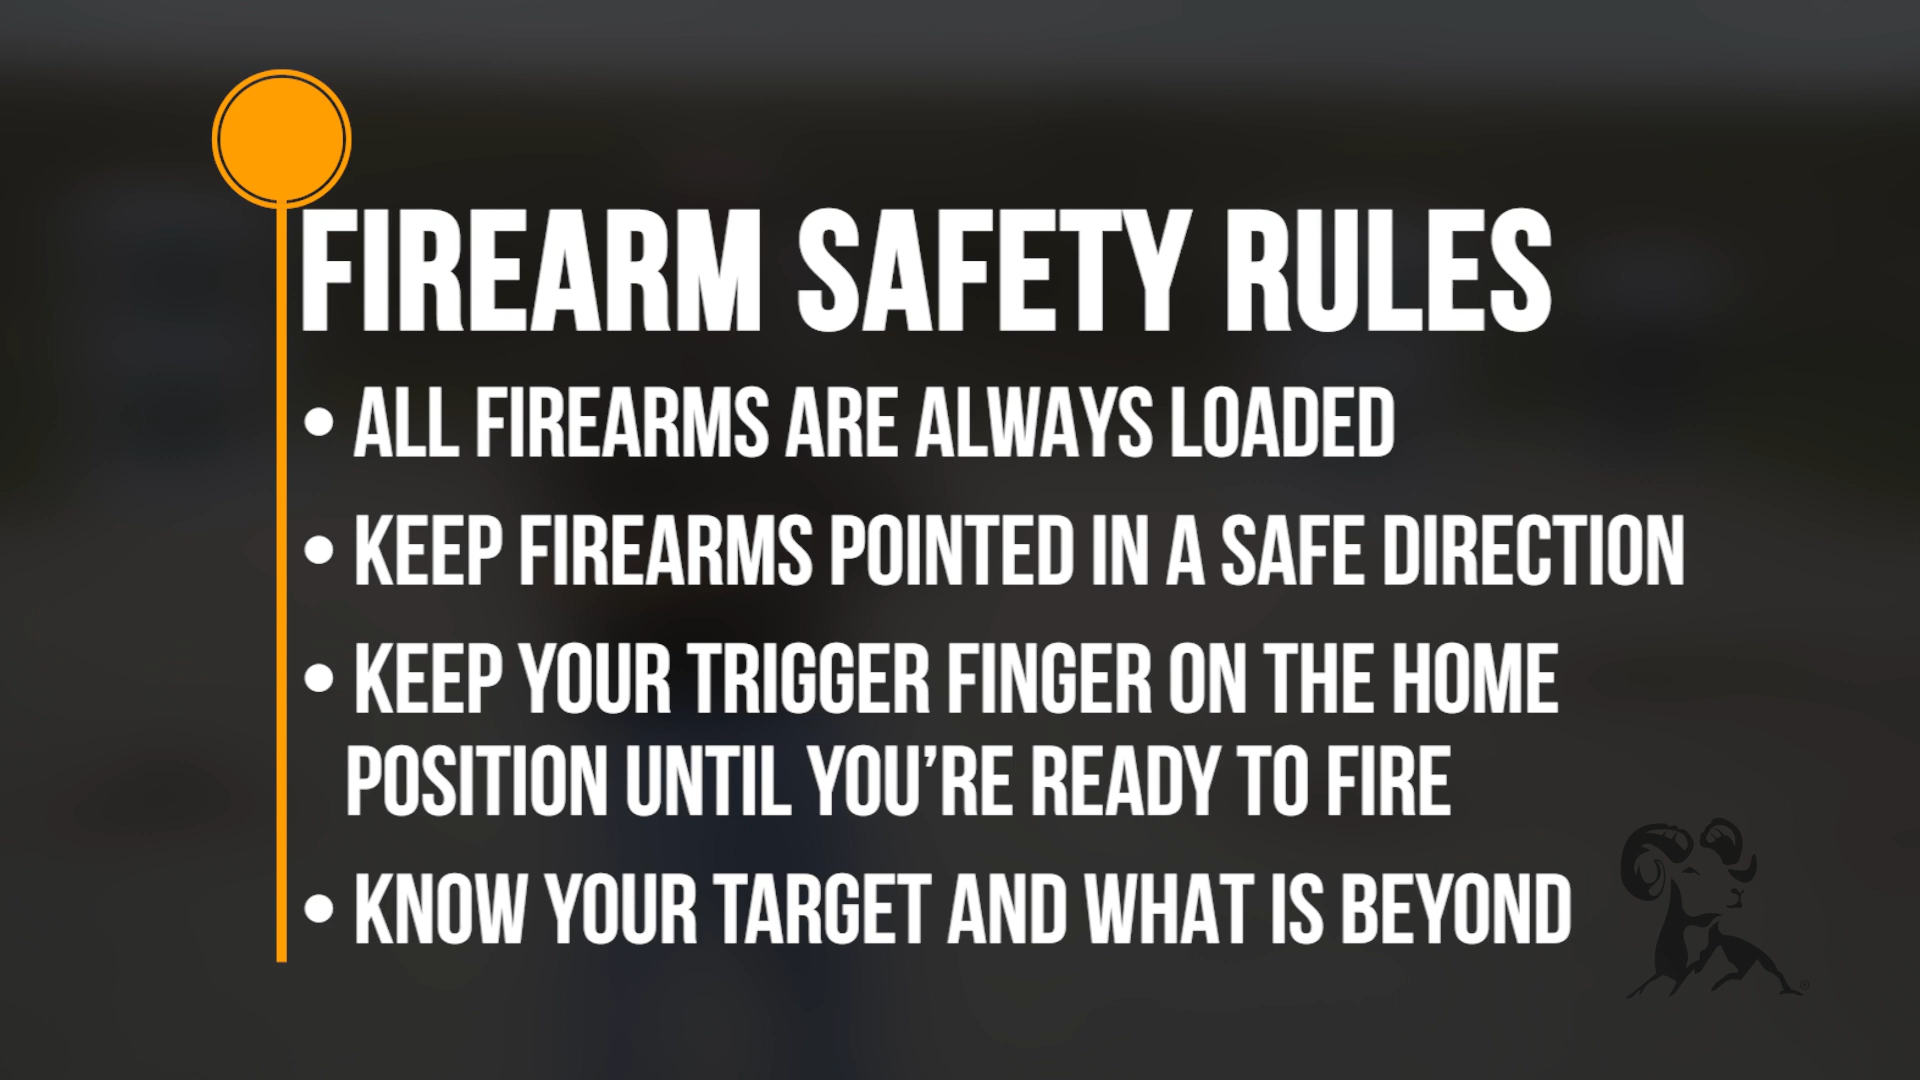 FIREARM SAFETY RULES
• ALL FIREARMS ARE ALWAYS LOADED
• KEEP FIREARMS POINTED IN A SAFE DIRECTION
• KEEP YOUR TRIGGER FINGER ON THE HOME
POSITION UNTIL YOU’RE READY TO FIRE
• KNOW YOUR TARGET AND WHAT IS BEYOND
®